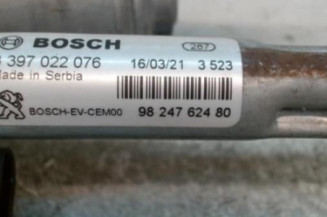 BOSCH 267
397 022 076 16/03/21 3 523
Made in Serbia
BOSCH-EV-CEM00 98 247 624 80